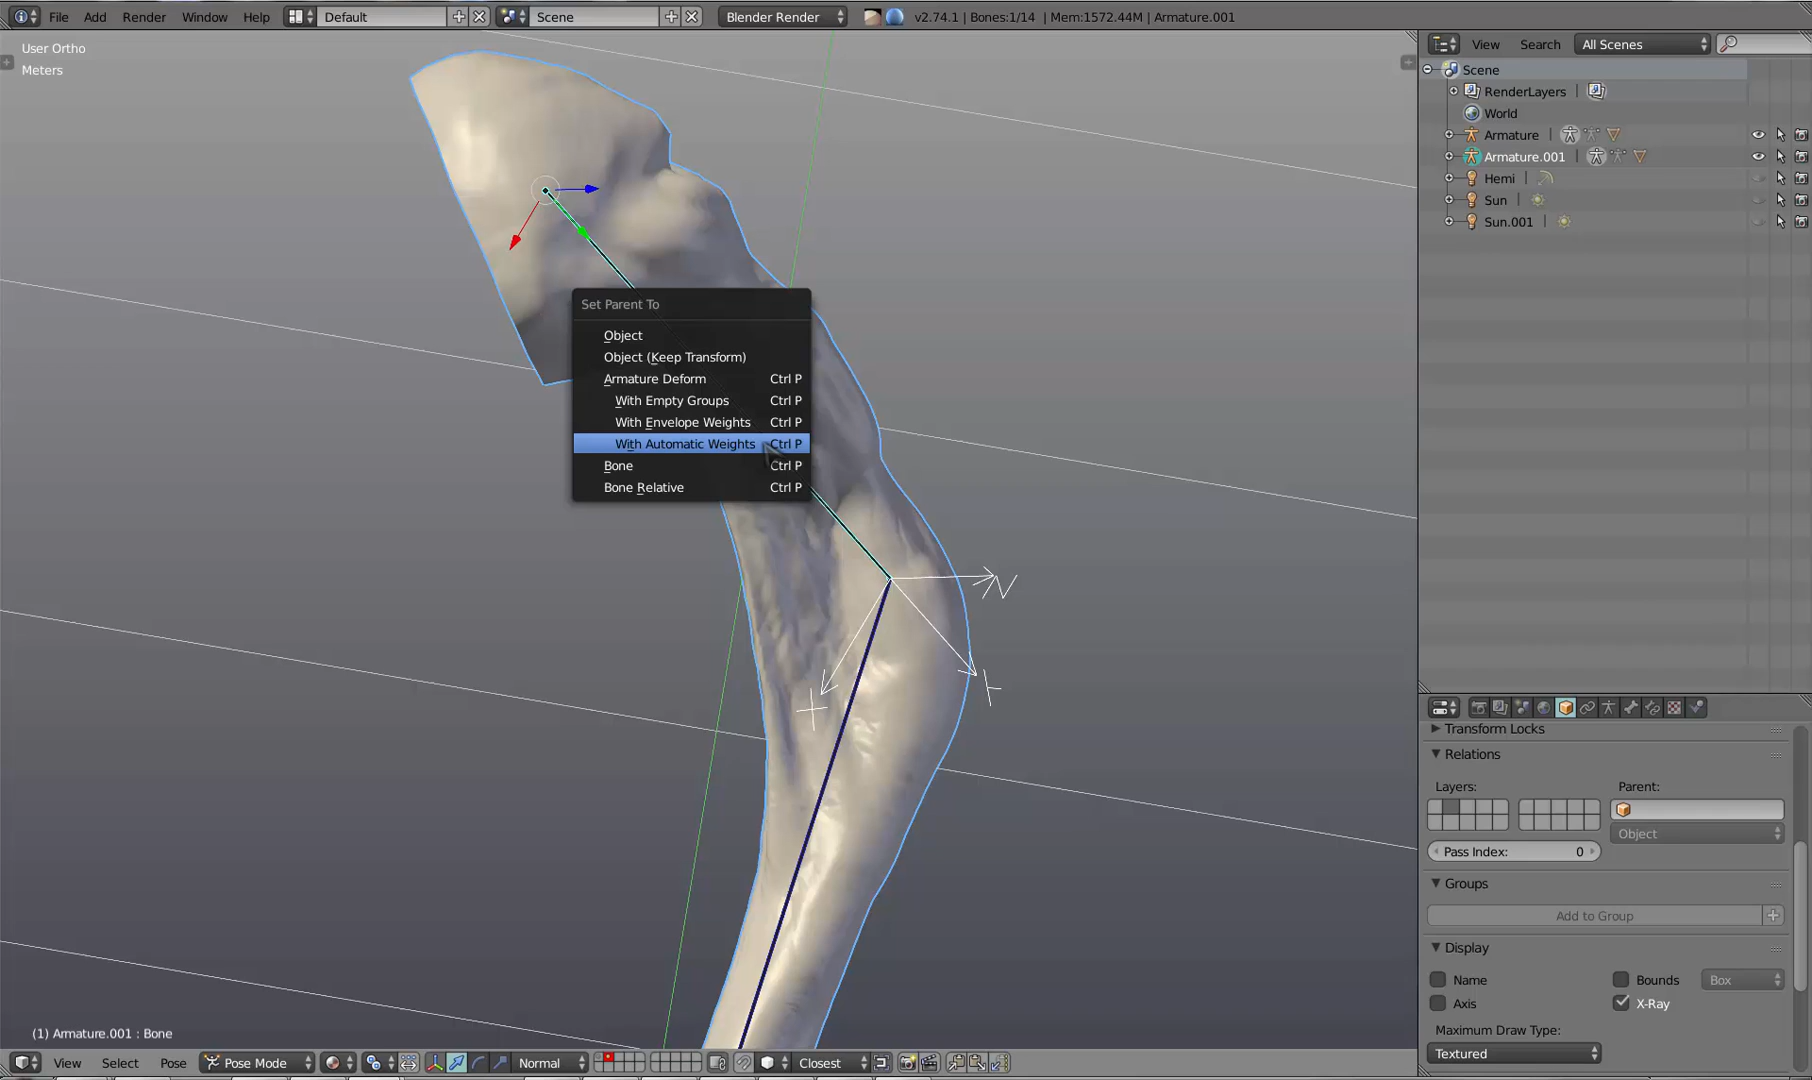 File Add Render Window Help Default Scene Blender Render v2.74.1 | Bones:1/14 | Mem:1572.44M | Armature.001
User Ortho
Meters
Set Parent To
Object
Object (Keep Transform)
Armature Deform Ctrl P
With Empty Groups Ctrl P
With Envelope Weights Ctrl P
With Automatic Weights Ctrl P
Bone Ctrl P
Bone Relative Ctrl P
(1) Armature.001 : Bone
View Select Pose Pose Mode Normal Closest
View Search All Scenes
Scene
RenderLayers
World
Armature
Armature.001
Hemi
Sun
Sun.001
Transform Locks
Relations
Layers: Parent:
Object
Pass Index: 0
Groups
Add to Group
Display
Name Bounds Box
Axis X-Ray
Maximum Draw Type:
Textured